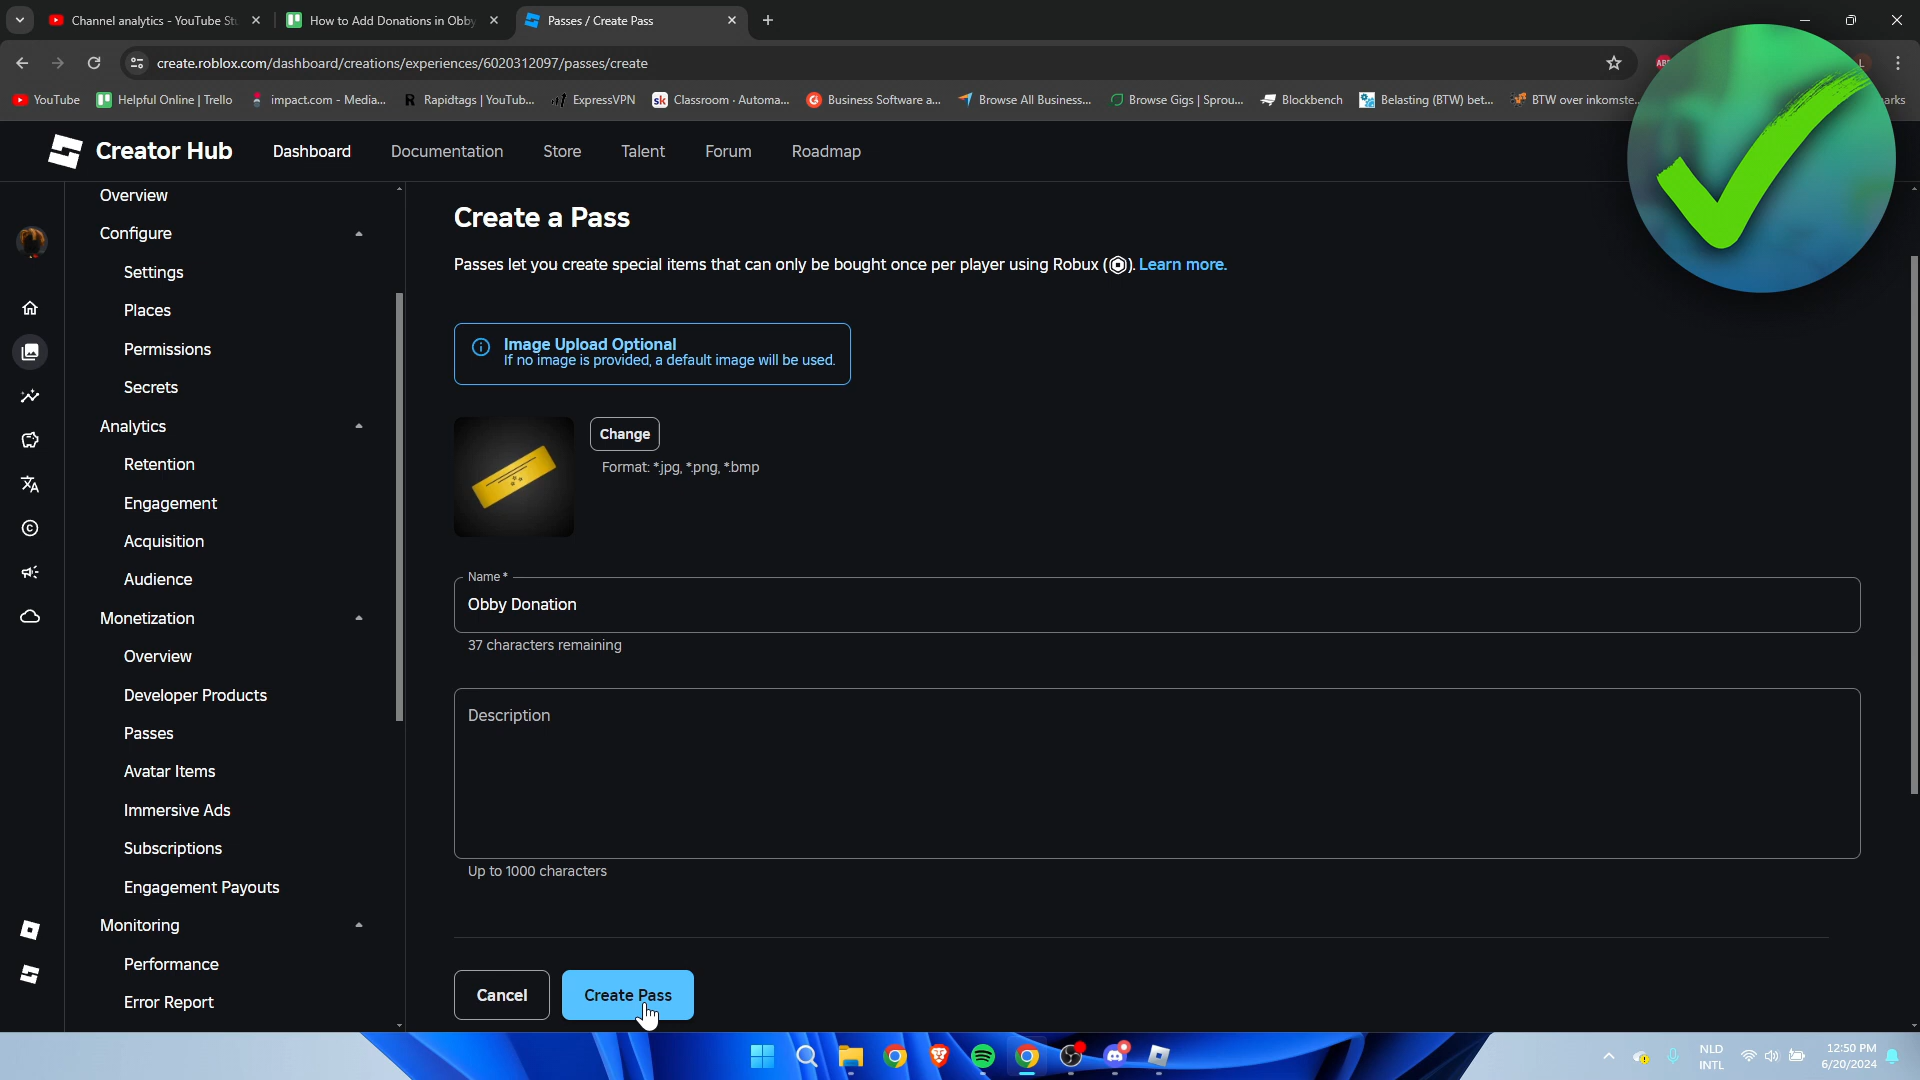 Channel analytics - YouTube Stu
How to Add Donations in Obby
Passes / Create Pass
create.roblox.com/dashboard/creations/experiences/6020312097/passes/create
YouTube
Helpful Online | Trello
impact.com - Media...
Rapidtags | YouTub...
ExpressVPN
Classroom - Automa...
Business Software a...
Browse All Business...
Browse Gigs | Sprou...
Blockbench
Belasting (BTW) bet...
BTW over inkomste...
arks
Creator Hub
Dashboard
Documentation
Store
Talent
Forum
Roadmap
Overview
Configure
Settings
Places
Permissions
Secrets
Analytics
Retention
Engagement
Acquisition
Audience
Monetization
Overview
Developer Products
Passes
Avatar Items
Immersive Ads
Subscriptions
Engagement Payouts
Monitoring
Performance
Error Report
Create a Pass
Passes let you create special items that can only be bought once per player using Robux ( ). Learn more.
Image Upload Optional
If no image is provided, a default image will be used.
Change
Format: *.jpg, *.png, *.bmp
Name *
Obby Donation
37 characters remaining
Description
Up to 1000 characters
Cancel
Create Pass
NLD
INTL
12:50 PM
6/20/2024